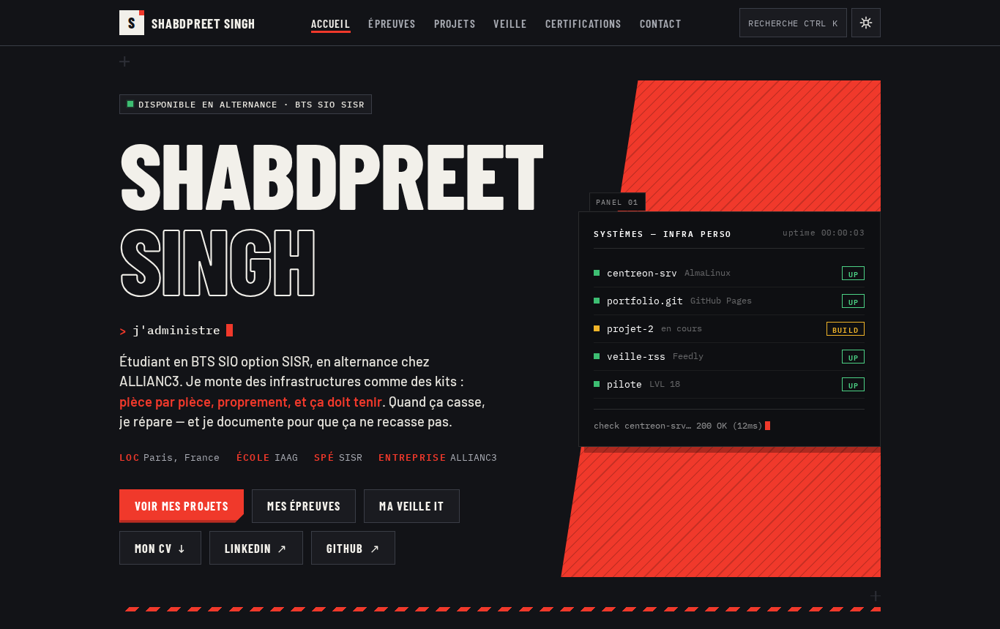 S SHABDPREET SINGH ACCUEIL ÉPREUVES PROJETS VEILLE CERTIFICATIONS CONTACT RECHERCHE CTRL K
DISPONIBLE EN ALTERNANCE · BTS SIO SISR
SHABDPREET
SINGH
> j'administre
Étudiant en BTS SIO option SISR, en alternance chez
ALLIANC3. Je monte des infrastructures comme des kits :
pièce par pièce, proprement, et ça doit tenir. Quand ça casse,
je répare — et je documente pour que ça ne recasse pas.
LOC Paris, France ÉCOLE IAAG SPÉ SISR ENTREPRISE ALLIANC3
VOIR MES PROJETS MES ÉPREUVES MA VEILLE IT
MON CV ↓ LINKEDIN ↗ GITHUB ↗
PANEL 01
SYSTÈMES — INFRA PERSO uptime 00:00:03
centreon-srv AlmaLinux UP
portfolio.git GitHub Pages UP
projet-2 en cours BUILD
veille-rss Feedly UP
pilote LVL 18 UP
check centreon-srv… 200 OK (12ms)